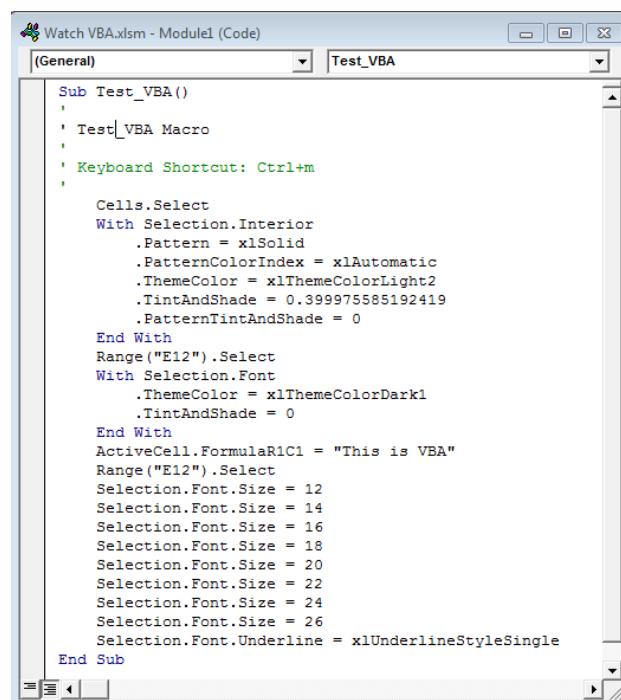 Watch VBA.xlsm - Module1 (Code)
(General) Test_VBA
Sub Test_VBA()
'
' Test_VBA Macro
'
' Keyboard Shortcut: Ctrl+m
'
    Cells.Select
    With Selection.Interior
        .Pattern = xlSolid
        .PatternColorIndex = xlAutomatic
        .ThemeColor = xlThemeColorLight2
        .TintAndShade = 0.399975585192419
        .PatternTintAndShade = 0
    End With
    Range("E12").Select
    With Selection.Font
        .ThemeColor = xlThemeColorDark1
        .TintAndShade = 0
    End With
    ActiveCell.FormulaR1C1 = "This is VBA"
    Range("E12").Select
    Selection.Font.Size = 12
    Selection.Font.Size = 14
    Selection.Font.Size = 16
    Selection.Font.Size = 18
    Selection.Font.Size = 20
    Selection.Font.Size = 22
    Selection.Font.Size = 24
    Selection.Font.Size = 26
    Selection.Font.Underline = xlUnderlineStyleSingle
End Sub